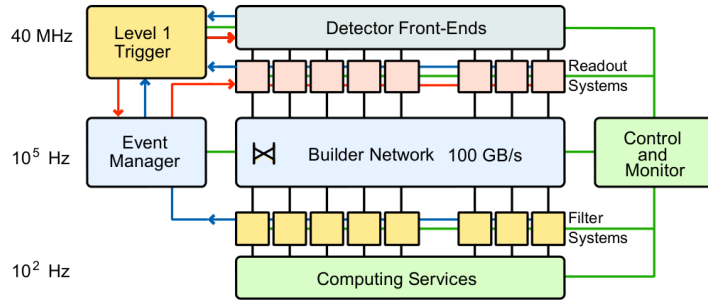 40 MHz
Level 1
Trigger
Detector Front-Ends
Readout
Systems
10⁵ Hz
Event
Manager
Builder Network 100 GB/s
Control
and
Monitor
Filter
Systems
10² Hz
Computing Services